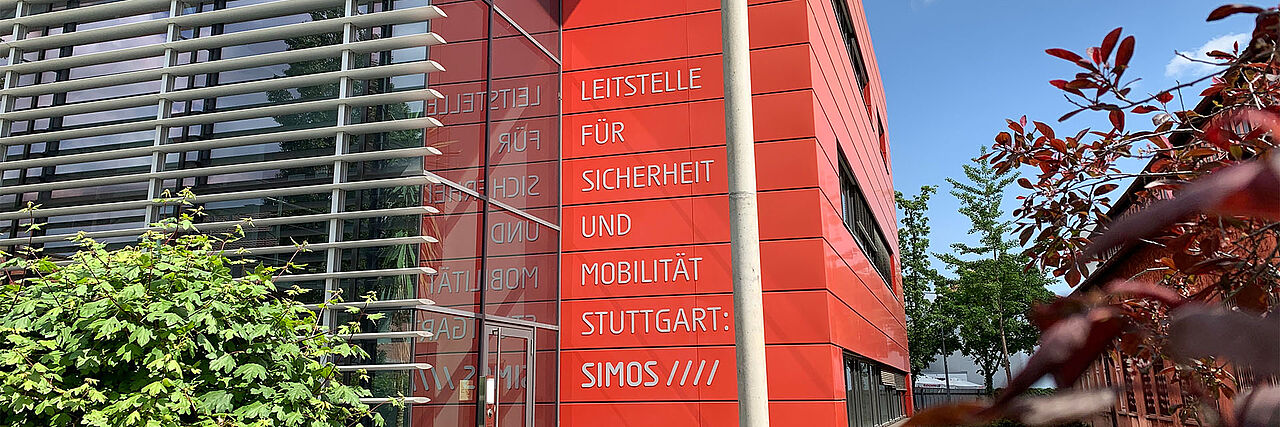 LEITSTELLE
FÜR
SICHERHEIT
UND
MOBILITÄT
STUTTGART:
SIMOS ////